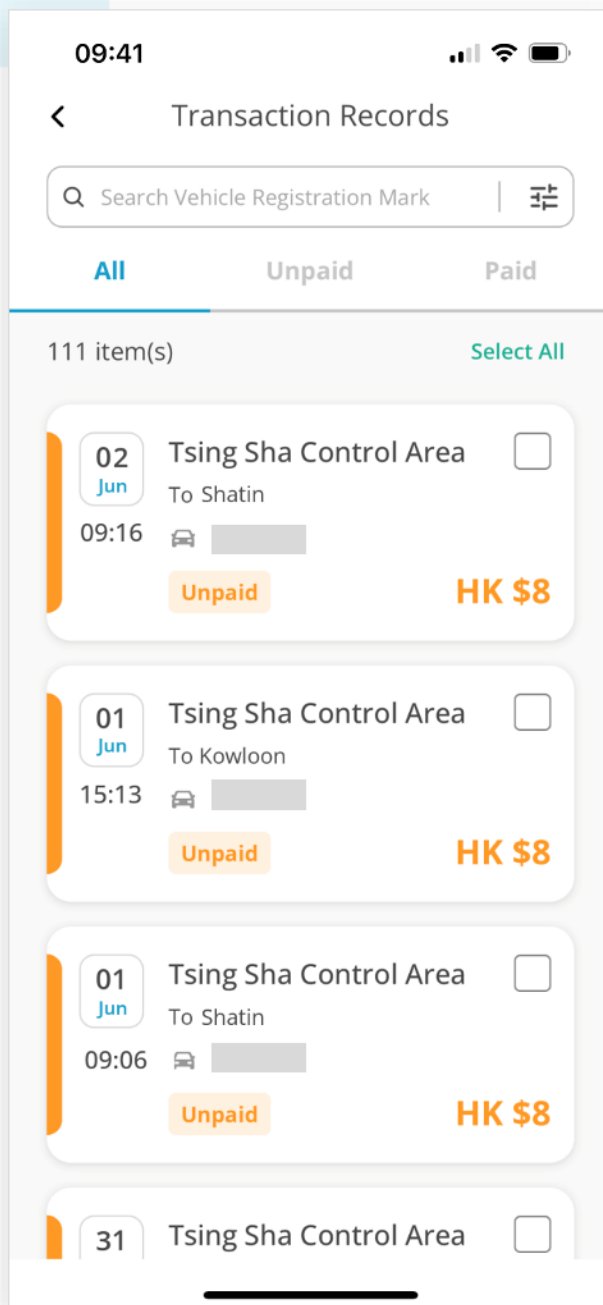 09:41
Transaction Records
Search Vehicle Registration Mark
All Unpaid Paid
111 item(s) Select All
02 Tsing Sha Control Area
Jun To Shatin
09:16
Unpaid HK $8
01 Tsing Sha Control Area
Jun To Kowloon
15:13
Unpaid HK $8
01 Tsing Sha Control Area
Jun To Shatin
09:06
Unpaid HK $8
31 Tsing Sha Control Area